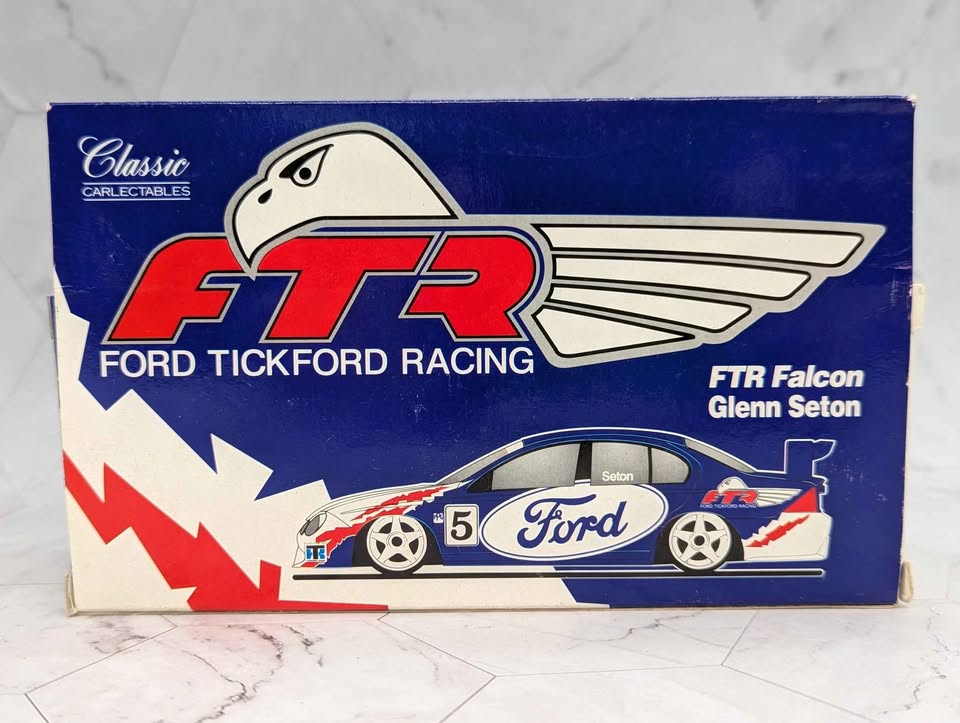 Classic
CARLECTABLES
FTR
FORD TICKFORD RACING
FTR Falcon
Glenn Seton
Seton
5
Ford
FTR
FORD TICKFORD RACING